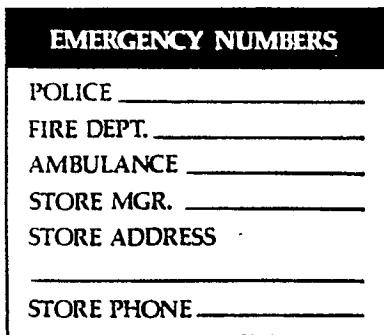 EMERGENCY NUMBERS
POLICE
FIRE DEPT.
AMBULANCE
STORE MGR.
STORE ADDRESS
STORE PHONE